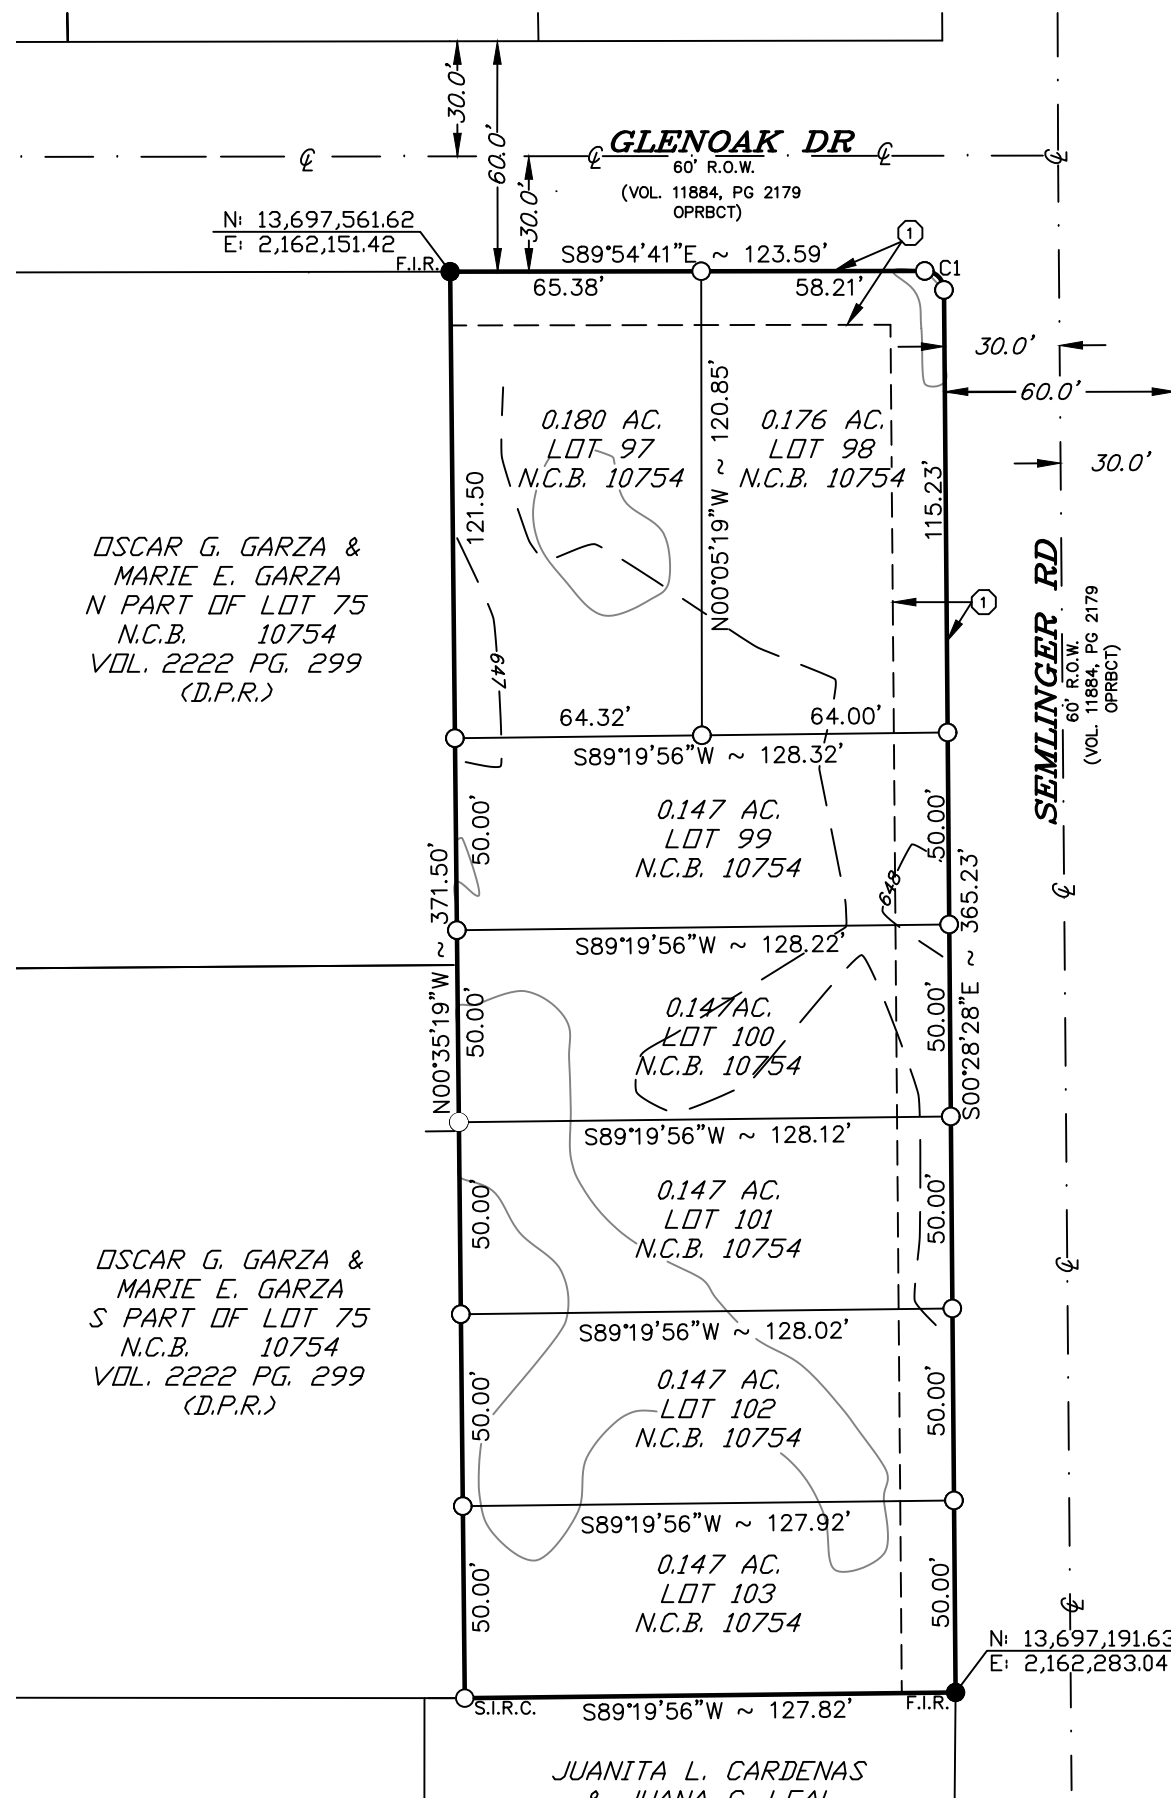 30.0'
60.0'
30.0'
℄
℄ GLENOAK DR ℄
℄
60' R.O.W.
(VOL. 11884, PG 2179
OPRBCT)
N: 13,697,561.62
E: 2,162,151.42
F.I.R.
S89°54'41"E ~ 123.59'
1
C1
65.38'
58.21'
30.0'
60.0'
30.0'
0.180 AC.
LOT 97
N.C.B. 10754
0.176 AC.
LOT 98
N.C.B. 10754
N00°05'19"W ~ 120.85'
121.50
115.23'
OSCAR G. GARZA &
MARIE E. GARZA
N PART OF LOT 75
N.C.B. 10754
VOL. 2222 PG. 299
(D.P.R.)
1
647
SEMLINGER RD
60' R.O.W.
(VOL. 11884, PG 2179
OPRBCT)
64.32'
64.00'
S89°19'56"W ~ 128.32'
50.00'
0.147 AC.
LOT 99
N.C.B. 10754
50.00'
648
℄
N00°35'19"W ~ 371.50'
S00°28'28"E ~ 365.23'
S89°19'56"W ~ 128.22'
50.00'
0.147AC.
LOT 100
N.C.B. 10754
50.00'
S89°19'56"W ~ 128.12'
50.00'
0.147 AC.
LOT 101
N.C.B. 10754
50.00'
℄
OSCAR G. GARZA &
MARIE E. GARZA
S PART OF LOT 75
N.C.B. 10754
VOL. 2222 PG. 299
(D.P.R.)
S89°19'56"W ~ 128.02'
50.00'
0.147 AC.
LOT 102
N.C.B. 10754
50.00'
S89°19'56"W ~ 127.92'
50.00'
0.147 AC.
LOT 103
N.C.B. 10754
50.00'
℄
N: 13,697,191.63
E: 2,162,283.04
S.I.R.C.
F.I.R.
S89°19'56"W ~ 127.82'
JUANITA L. CARDENAS
& JUANA G. LEAL